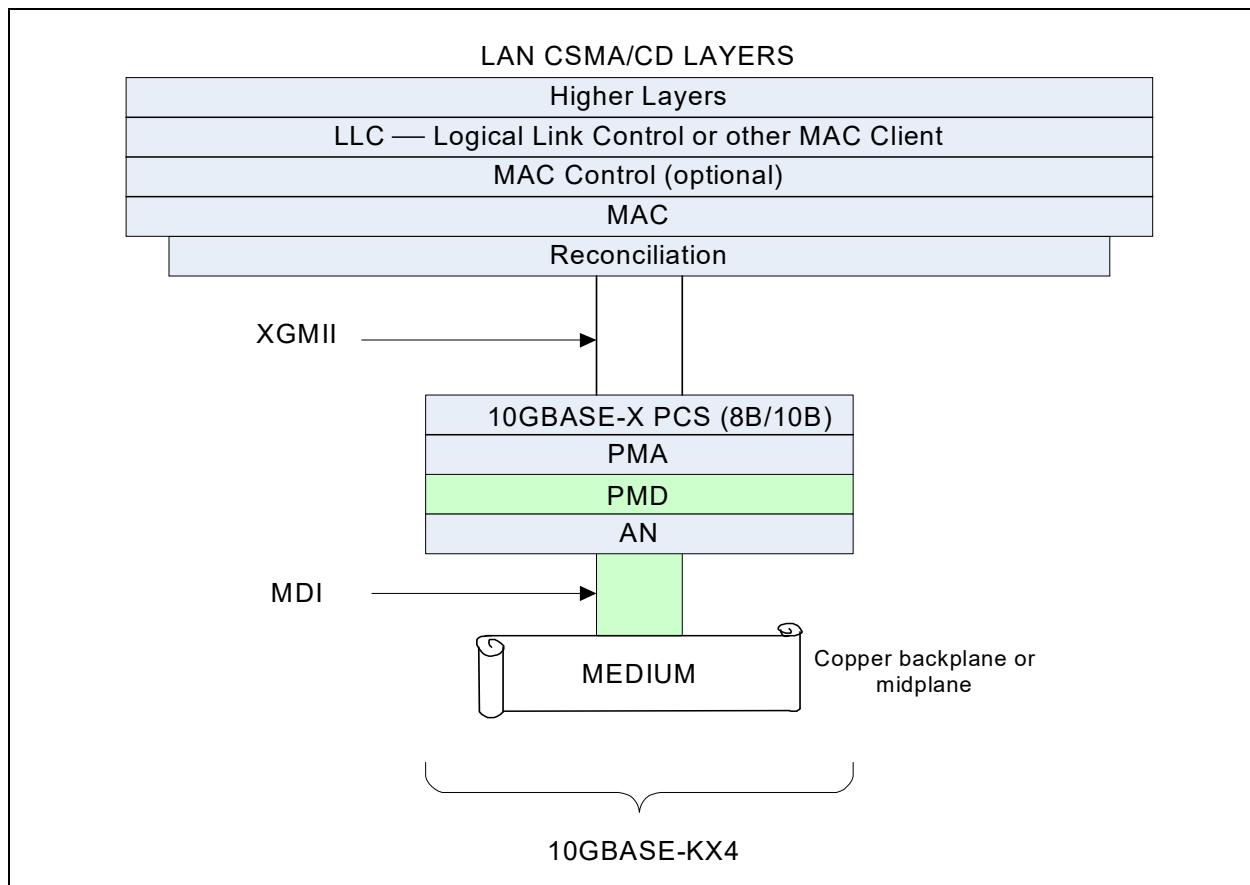 LAN CSMA/CD LAYERS
Higher Layers
LLC — Logical Link Control or other MAC Client
MAC Control (optional)
MAC
Reconciliation
XGMII
10GBASE-X PCS (8B/10B)
PMA
PMD
AN
MDI
MEDIUM
Copper backplane or
midplane
10GBASE-KX4